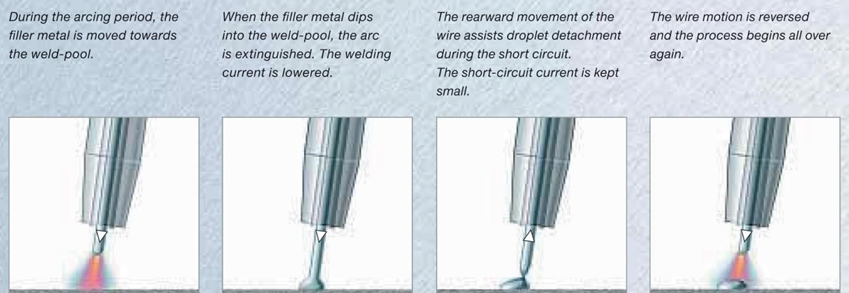 During the arcing period, the
filler metal is moved towards
the weld-pool.
When the filler metal dips
into the weld-pool, the arc
is extinguished. The welding
current is lowered.
The rearward movement of the
wire assists droplet detachment
during the short circuit.
The short-circuit current is kept
small.
The wire motion is reversed
and the process begins all over
again.